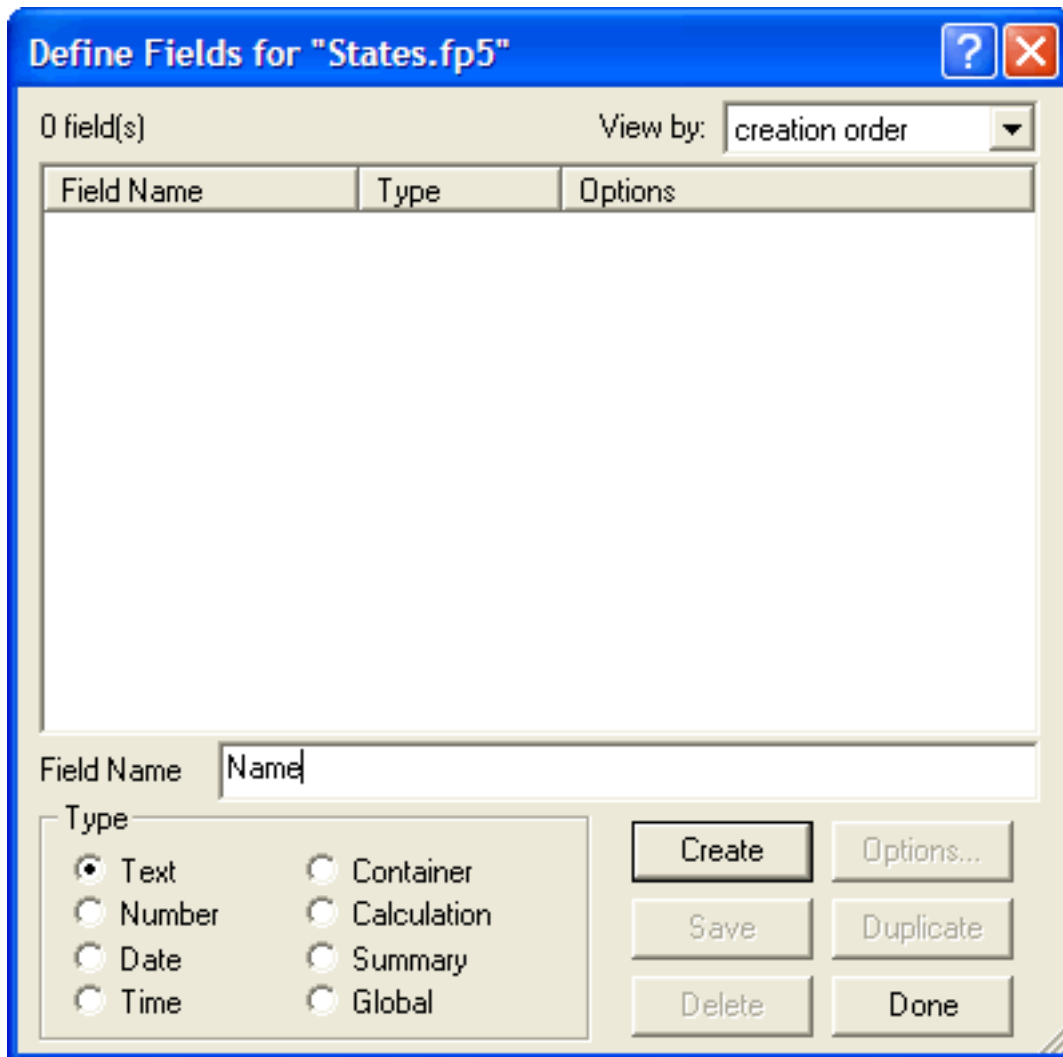 Define Fields for "States.fp5"
0 field(s) View by: creation order
Field Name Type Options
Field Name Name
Type
Text Container
Number Calculation
Date Summary
Time Global
Create Options...
Save Duplicate
Delete Done